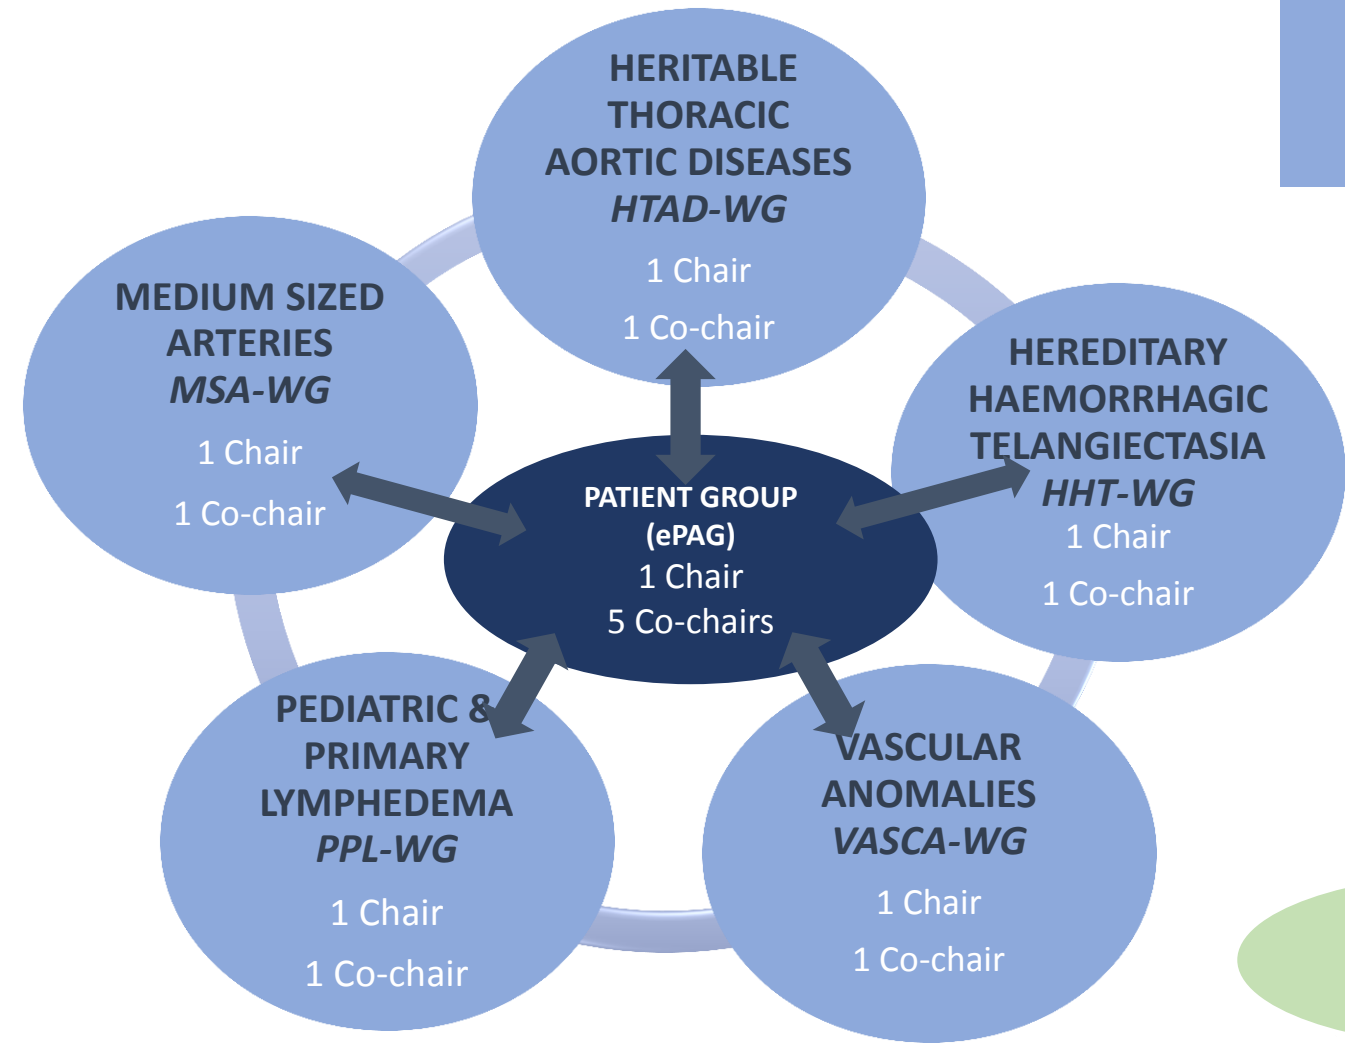 HERITABLE
THORACIC
AORTIC DISEASES
HTAD-WG
1 Chair
1 Co-chair
MEDIUM SIZED
ARTERIES
MSA-WG
1 Chair
1 Co-chair
HEREDITARY
HAEMORRHAGIC
TELANGIECTASIA
HHT-WG
1 Chair
1 Co-chair
PATIENT GROUP
(ePAG)
1 Chair
5 Co-chairs
PEDIATRIC &
PRIMARY
LYMPHEDEMA
PPL-WG
1 Chair
1 Co-chair
VASCULAR
ANOMALIES
VASCA-WG
1 Chair
1 Co-chair